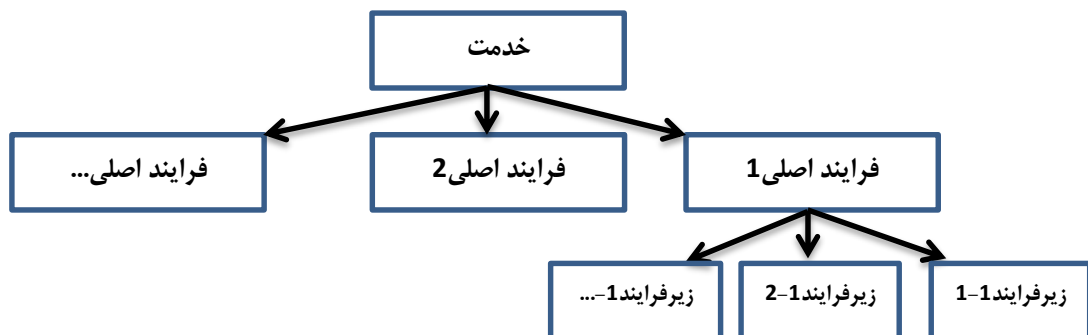 خدمت
فرایند اصلی1
فرایند اصلی2
فرایند اصلی...
زیرفرایند1-1
زیرفرایند1-2
زیرفرایند1-...